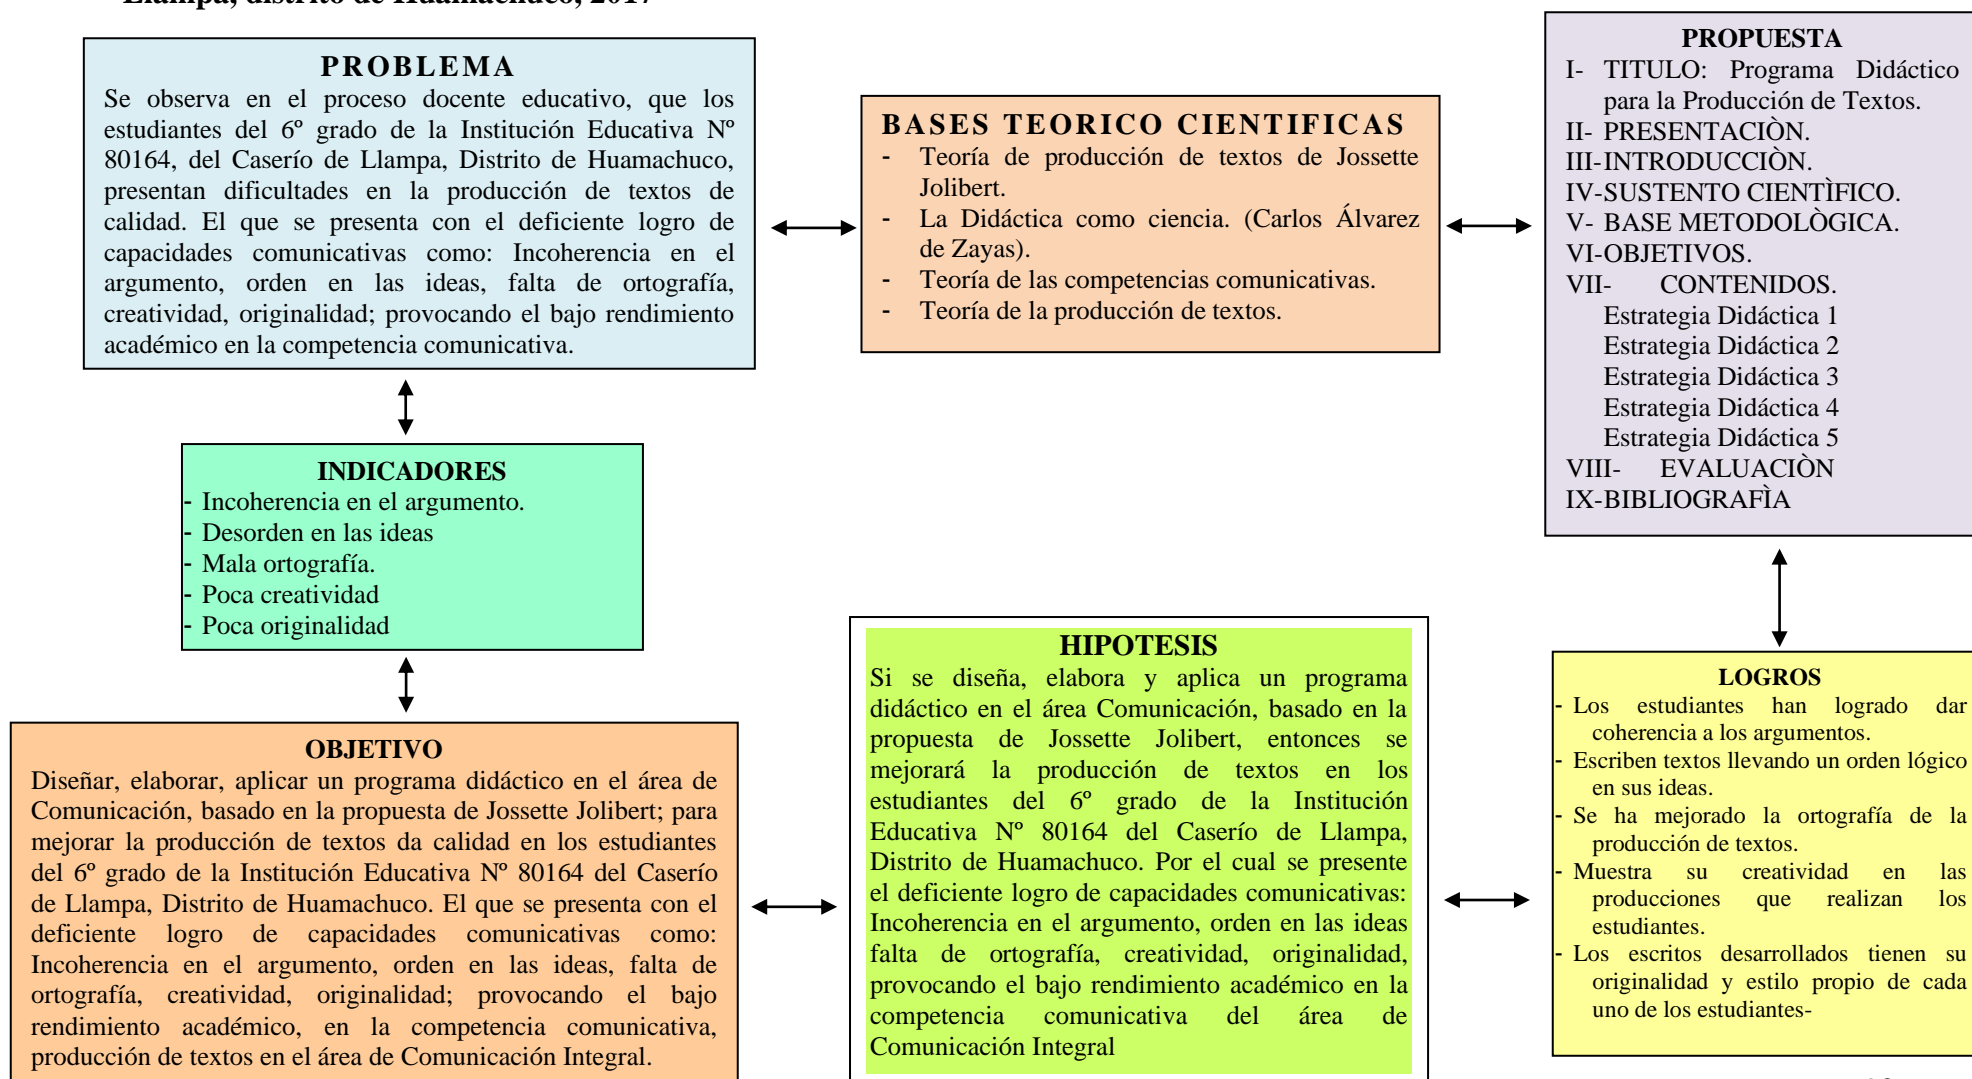 Llampa, distrito de Huamachuco, 2017
PROBLEMA
Se observa en el proceso docente educativo, que los
estudiantes del 6º grado de la Institución Educativa Nº
80164, del Caserío de Llampa, Distrito de Huamachuco,
presentan dificultades en la producción de textos de
calidad. El que se presenta con el deficiente logro de
capacidades comunicativas como: Incoherencia en el
argumento, orden en las ideas, falta de ortografía,
creatividad, originalidad; provocando el bajo rendimiento
académico en la competencia comunicativa.
BASES TEORICO CIENTIFICAS
- Teoría de producción de textos de Jossette
Jolibert.
- La Didáctica como ciencia. (Carlos Álvarez
de Zayas).
- Teoría de las competencias comunicativas.
- Teoría de la producción de textos.
PROPUESTA
I- TITULO: Programa Didáctico
para la Producción de Textos.
II- PRESENTACIÒN.
III-INTRODUCCIÒN.
IV-SUSTENTO CIENTÌFICO.
V- BASE METODOLÒGICA.
VI-OBJETIVOS.
VII- CONTENIDOS.
Estrategia Didáctica 1
Estrategia Didáctica 2
Estrategia Didáctica 3
Estrategia Didáctica 4
Estrategia Didáctica 5
VIII- EVALUACIÒN
IX-BIBLIOGRAFÌA
INDICADORES
- Incoherencia en el argumento.
- Desorden en las ideas
- Mala ortografía.
- Poca creatividad
- Poca originalidad
OBJETIVO
Diseñar, elaborar, aplicar un programa didáctico en el área de
Comunicación, basado en la propuesta de Jossette Jolibert; para
mejorar la producción de textos da calidad en los estudiantes
del 6º grado de la Institución Educativa Nº 80164 del Caserío
de Llampa, Distrito de Huamachuco. El que se presenta con el
deficiente logro de capacidades comunicativas como:
Incoherencia en el argumento, orden en las ideas, falta de
ortografía, creatividad, originalidad; provocando el bajo
rendimiento académico, en la competencia comunicativa,
producción de textos en el área de Comunicación Integral.
HIPOTESIS
Si se diseña, elabora y aplica un programa
didáctico en el área Comunicación, basado en la
propuesta de Jossette Jolibert, entonces se
mejorará la producción de textos en los
estudiantes del 6º grado de la Institución
Educativa Nº 80164 del Caserío de Llampa,
Distrito de Huamachuco. Por el cual se presente
el deficiente logro de capacidades comunicativas:
Incoherencia en el argumento, orden en las ideas
falta de ortografía, creatividad, originalidad,
provocando el bajo rendimiento académico en la
competencia comunicativa del área de
Comunicación Integral
LOGROS
- Los estudiantes han logrado dar
coherencia a los argumentos.
- Escriben textos llevando un orden lógico
en sus ideas.
- Se ha mejorado la ortografía de la
producción de textos.
- Muestra su creatividad en las
producciones que realizan los
estudiantes.
- Los escritos desarrollados tienen su
originalidad y estilo propio de cada
uno de los estudiantes-